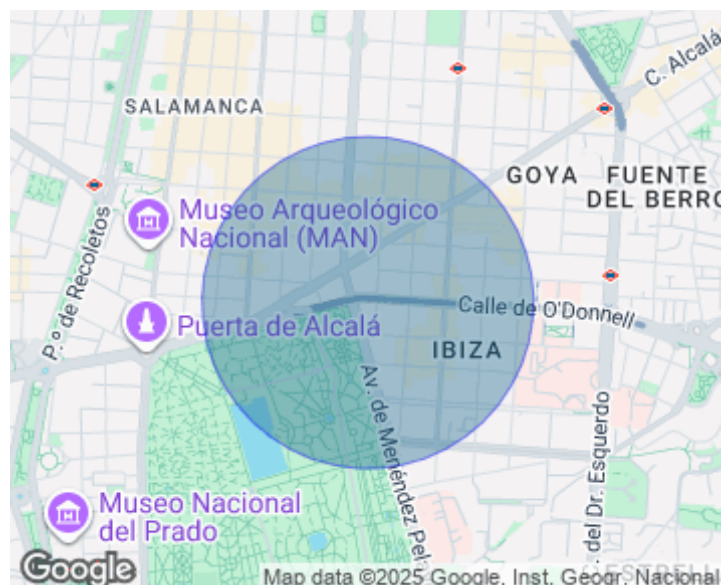 C. Alcalá
SALAMANCA
GOYA
FUENTE
DEL BERRO
Museo Arqueológico
Nacional (MAN)
P.º de Recoletos
Puerta de Alcalá
Calle de O'Donnell
IBIZA
Av. de Menéndez Pela
. del Dr. Esquerdo
Museo Nacional
del Prado
Google
Map data ©2025 Google, Inst. Geogr. Nacional